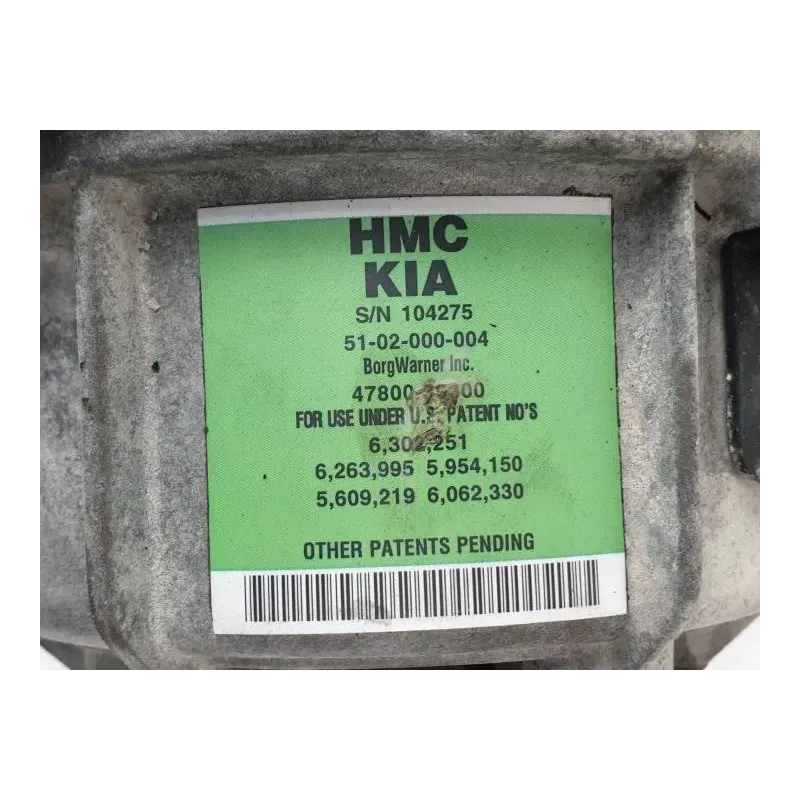 HMC
KIA
S/N 104275
51-02-000-004
BorgWarner Inc.
FOR USE UNDER U.S. PATENT NO'S
6,302,251
6,263,995 5,954,150
5,609,219 6,062,330
OTHER PATENTS PENDING